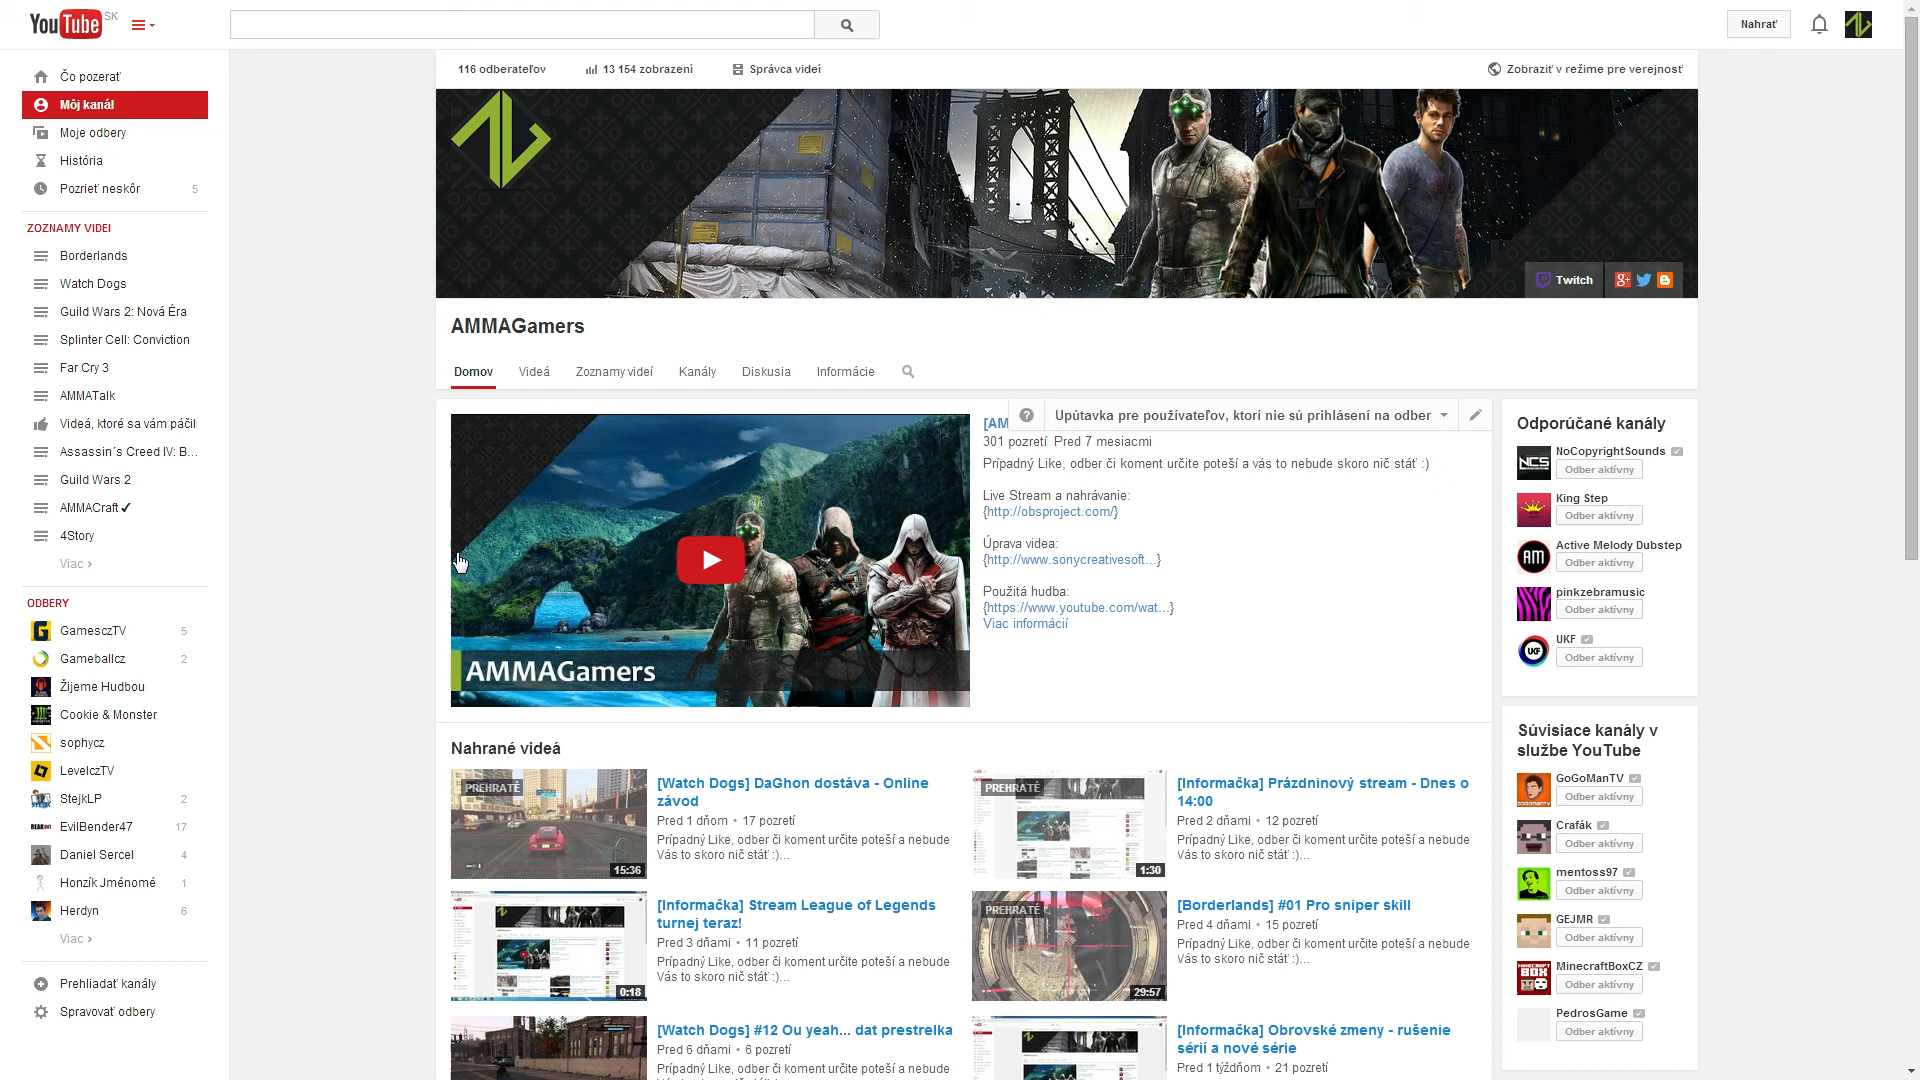 YouTube SK
Nahrať
Čo pozerať
Môj kanál
Moje odbery
História
Pozrieť neskôr 5
ZOZNAMY VIDEÍ
Borderlands
Watch Dogs
Guild Wars 2: Nová Éra
Splinter Cell: Conviction
Far Cry 3
AMMATalk
Videá, ktoré sa vám páčili
Assassin´s Creed IV: B...
Guild Wars 2
AMMACraft ✓
4Story
Viac ›
ODBERY
GamesczTV 5
Gameballcz 2
Žijeme Hudbou
Cookie & Monster
sophycz
LevelczTV
StejkLP 2
EvilBender47 17
Daniel Sercel 4
Honzík Jménomé 1
Herdyn 6
Viac ›
Prehliadať kanály
Spravovať odbery
116 odberateľov 13 154 zobrazení Správca videí Zobraziť v režime pre verejnosť
Twitch
AMMAGamers
Domov Videá Zoznamy videí Kanály Diskusia Informácie
AMMAGamers
[AM
Upútavka pre používateľov, ktorí nie sú prihlásení na odber
301 pozretí Pred 7 mesiacmi
Prípadný Like, odber či koment určite poteší a vás to nebude skoro nič stáť :)
Live Stream a nahrávanie:
{http://obsproject.com/}
Úprava videa:
{http://www.sonycreativesoft...}
Použitá hudba:
{https://www.youtube.com/wat...}
Viac informácií
Nahrané videá
PREHRATÉ
15:36
[Watch Dogs] DaGhon dostáva - Online
závod
Pred 1 dňom • 17 pozretí
Prípadný Like, odber či koment určite poteší a nebude
Vás to skoro nič stáť :)...
PREHRATÉ
1:30
[Informačka] Prázdninový stream - Dnes o
14:00
Pred 2 dňami • 12 pozretí
Prípadný Like, odber či koment určite poteší a nebude
Vás to skoro nič stáť :)...
0:18
[Informačka] Stream League of Legends
turnej teraz!
Pred 3 dňami • 11 pozretí
Prípadný Like, odber či koment určite poteší a nebude
Vás to skoro nič stáť :)...
PREHRATÉ
29:57
[Borderlands] #01 Pro sniper skill
Pred 4 dňami • 15 pozretí
Prípadný Like, odber či koment určite poteší a nebude
Vás to skoro nič stáť :)...
[Watch Dogs] #12 Ou yeah... dat prestrelka
Pred 6 dňami • 6 pozretí
Prípadný Like, odber či koment určite poteší a nebude
[Informačka] Obrovské zmeny - rušenie
sérií a nové série
Pred 1 týždňom • 21 pozretí
Odporúčané kanály
NCS
NoCopyrightSounds
Odber aktívny
King Step
Odber aktívny
AM
Active Melody Dubstep
Odber aktívny
pinkzebramusic
Odber aktívny
UKF
UKF
Odber aktívny
Súvisiace kanály v
službe YouTube
GoGoManTV
Odber aktívny
Crafák
Odber aktívny
mentoss97
Odber aktívny
GEJMR
Odber aktívny
MinecraftBoxCZ
Odber aktívny
PedrosGame
Odber aktívny